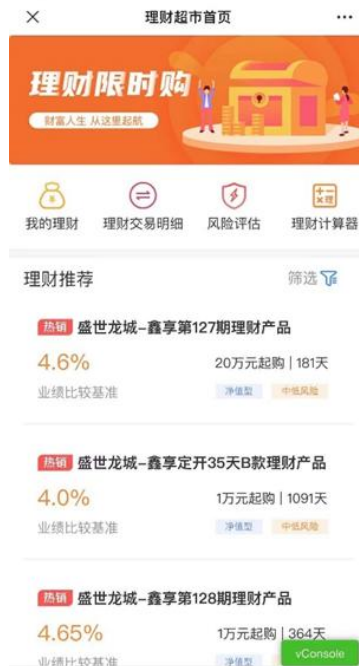 理财超市首页
理财限时购
财富人生 从这里起航
我的理财 理财交易明细 风险评估 理财计算器
理财推荐 筛选
热销 盛世龙城-鑫享第127期理财产品
4.6% 20万元起购 | 181天
业绩比较基准 净值型 中低风险
热销 盛世龙城-鑫享定开35天B款理财产品
4.0% 1万元起购 | 1091天
业绩比较基准 净值型 中低风险
热销 盛世龙城-鑫享第128期理财产品
4.65% 1万元起购 | 364天
业绩比较基准 净值型
vConsole